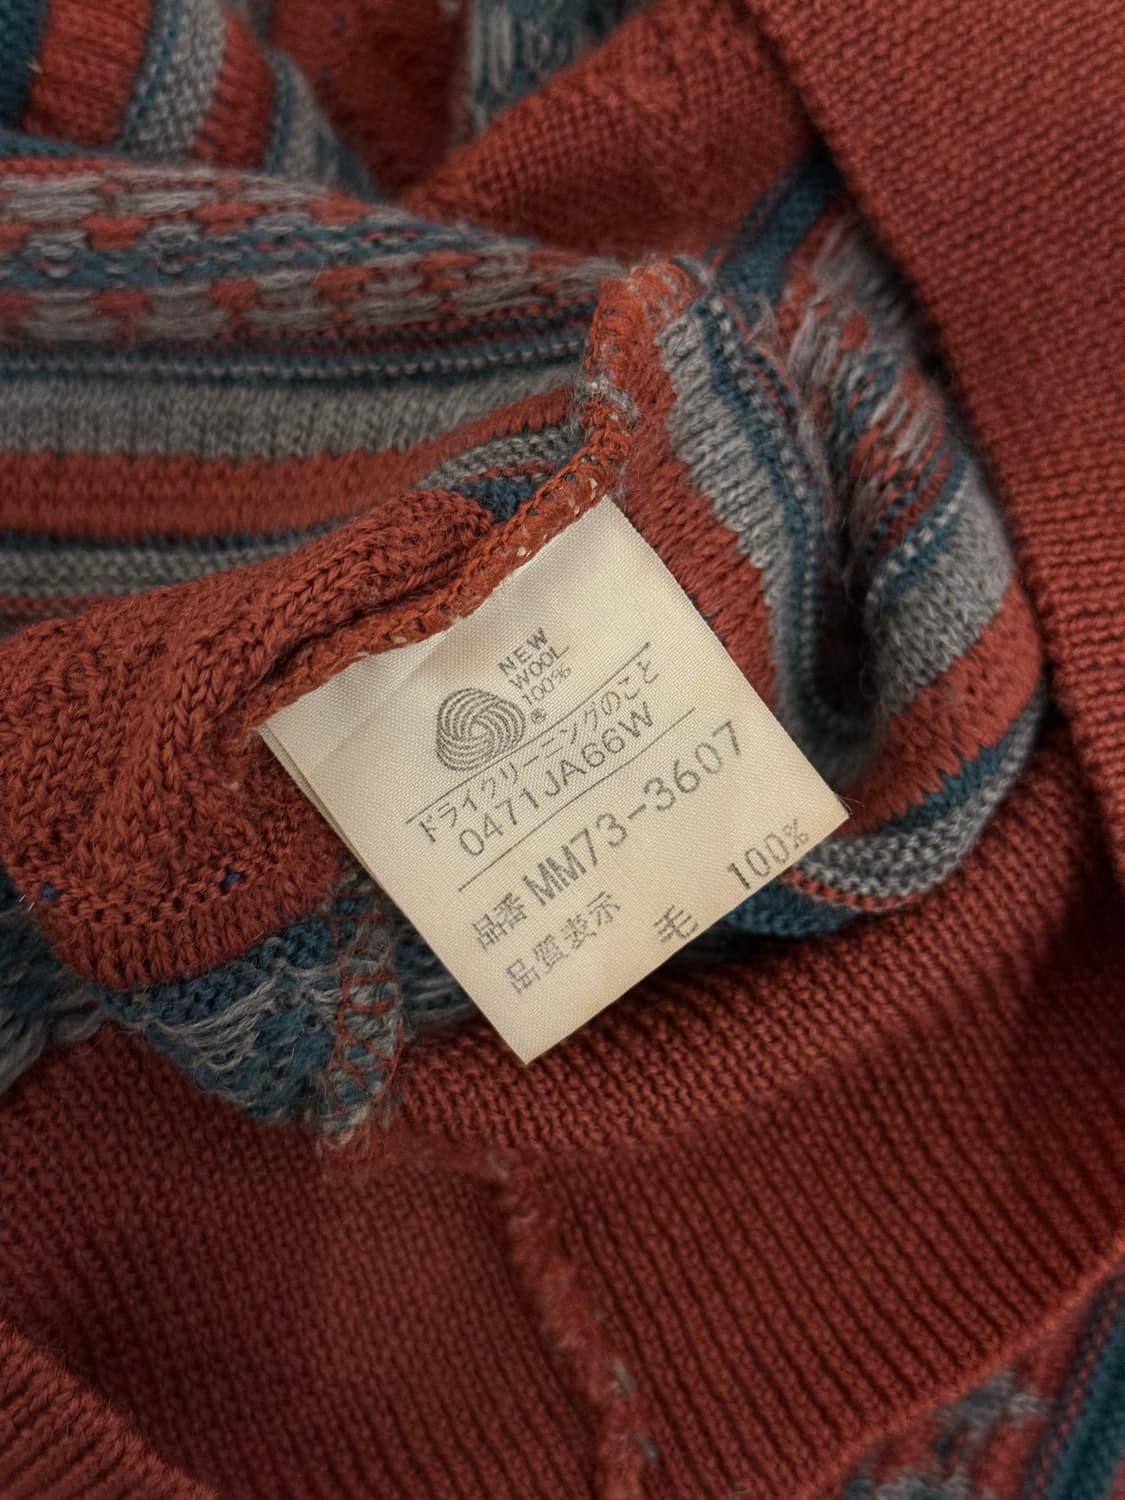 NEW
WOOL
100%
®
ドライクリーニングのこと
0471JA66W
品番 MM73-3607
品質表示 毛 100%